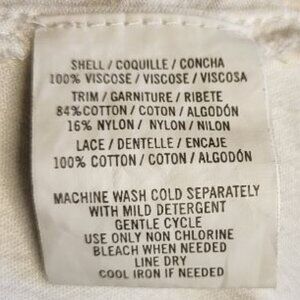 SHELL / COQUILLE / CONCHA
100% VISCOSE / VISCOSE / VISCOSA
TRIM / GARNITURE / RIBETE
84% COTTON / COTON / ALGODÓN
16% NYLON / NYLON / NILON
LACE / DENTELLE / ENCAJE
100% COTTON / COTON / ALGODÓN
MACHINE WASH COLD SEPARATELY
WITH MILD DETERGENT
GENTLE CYCLE
USE ONLY NON CHLORINE
BLEACH WHEN NEEDED
LINE DRY
COOL IRON IF NEEDED